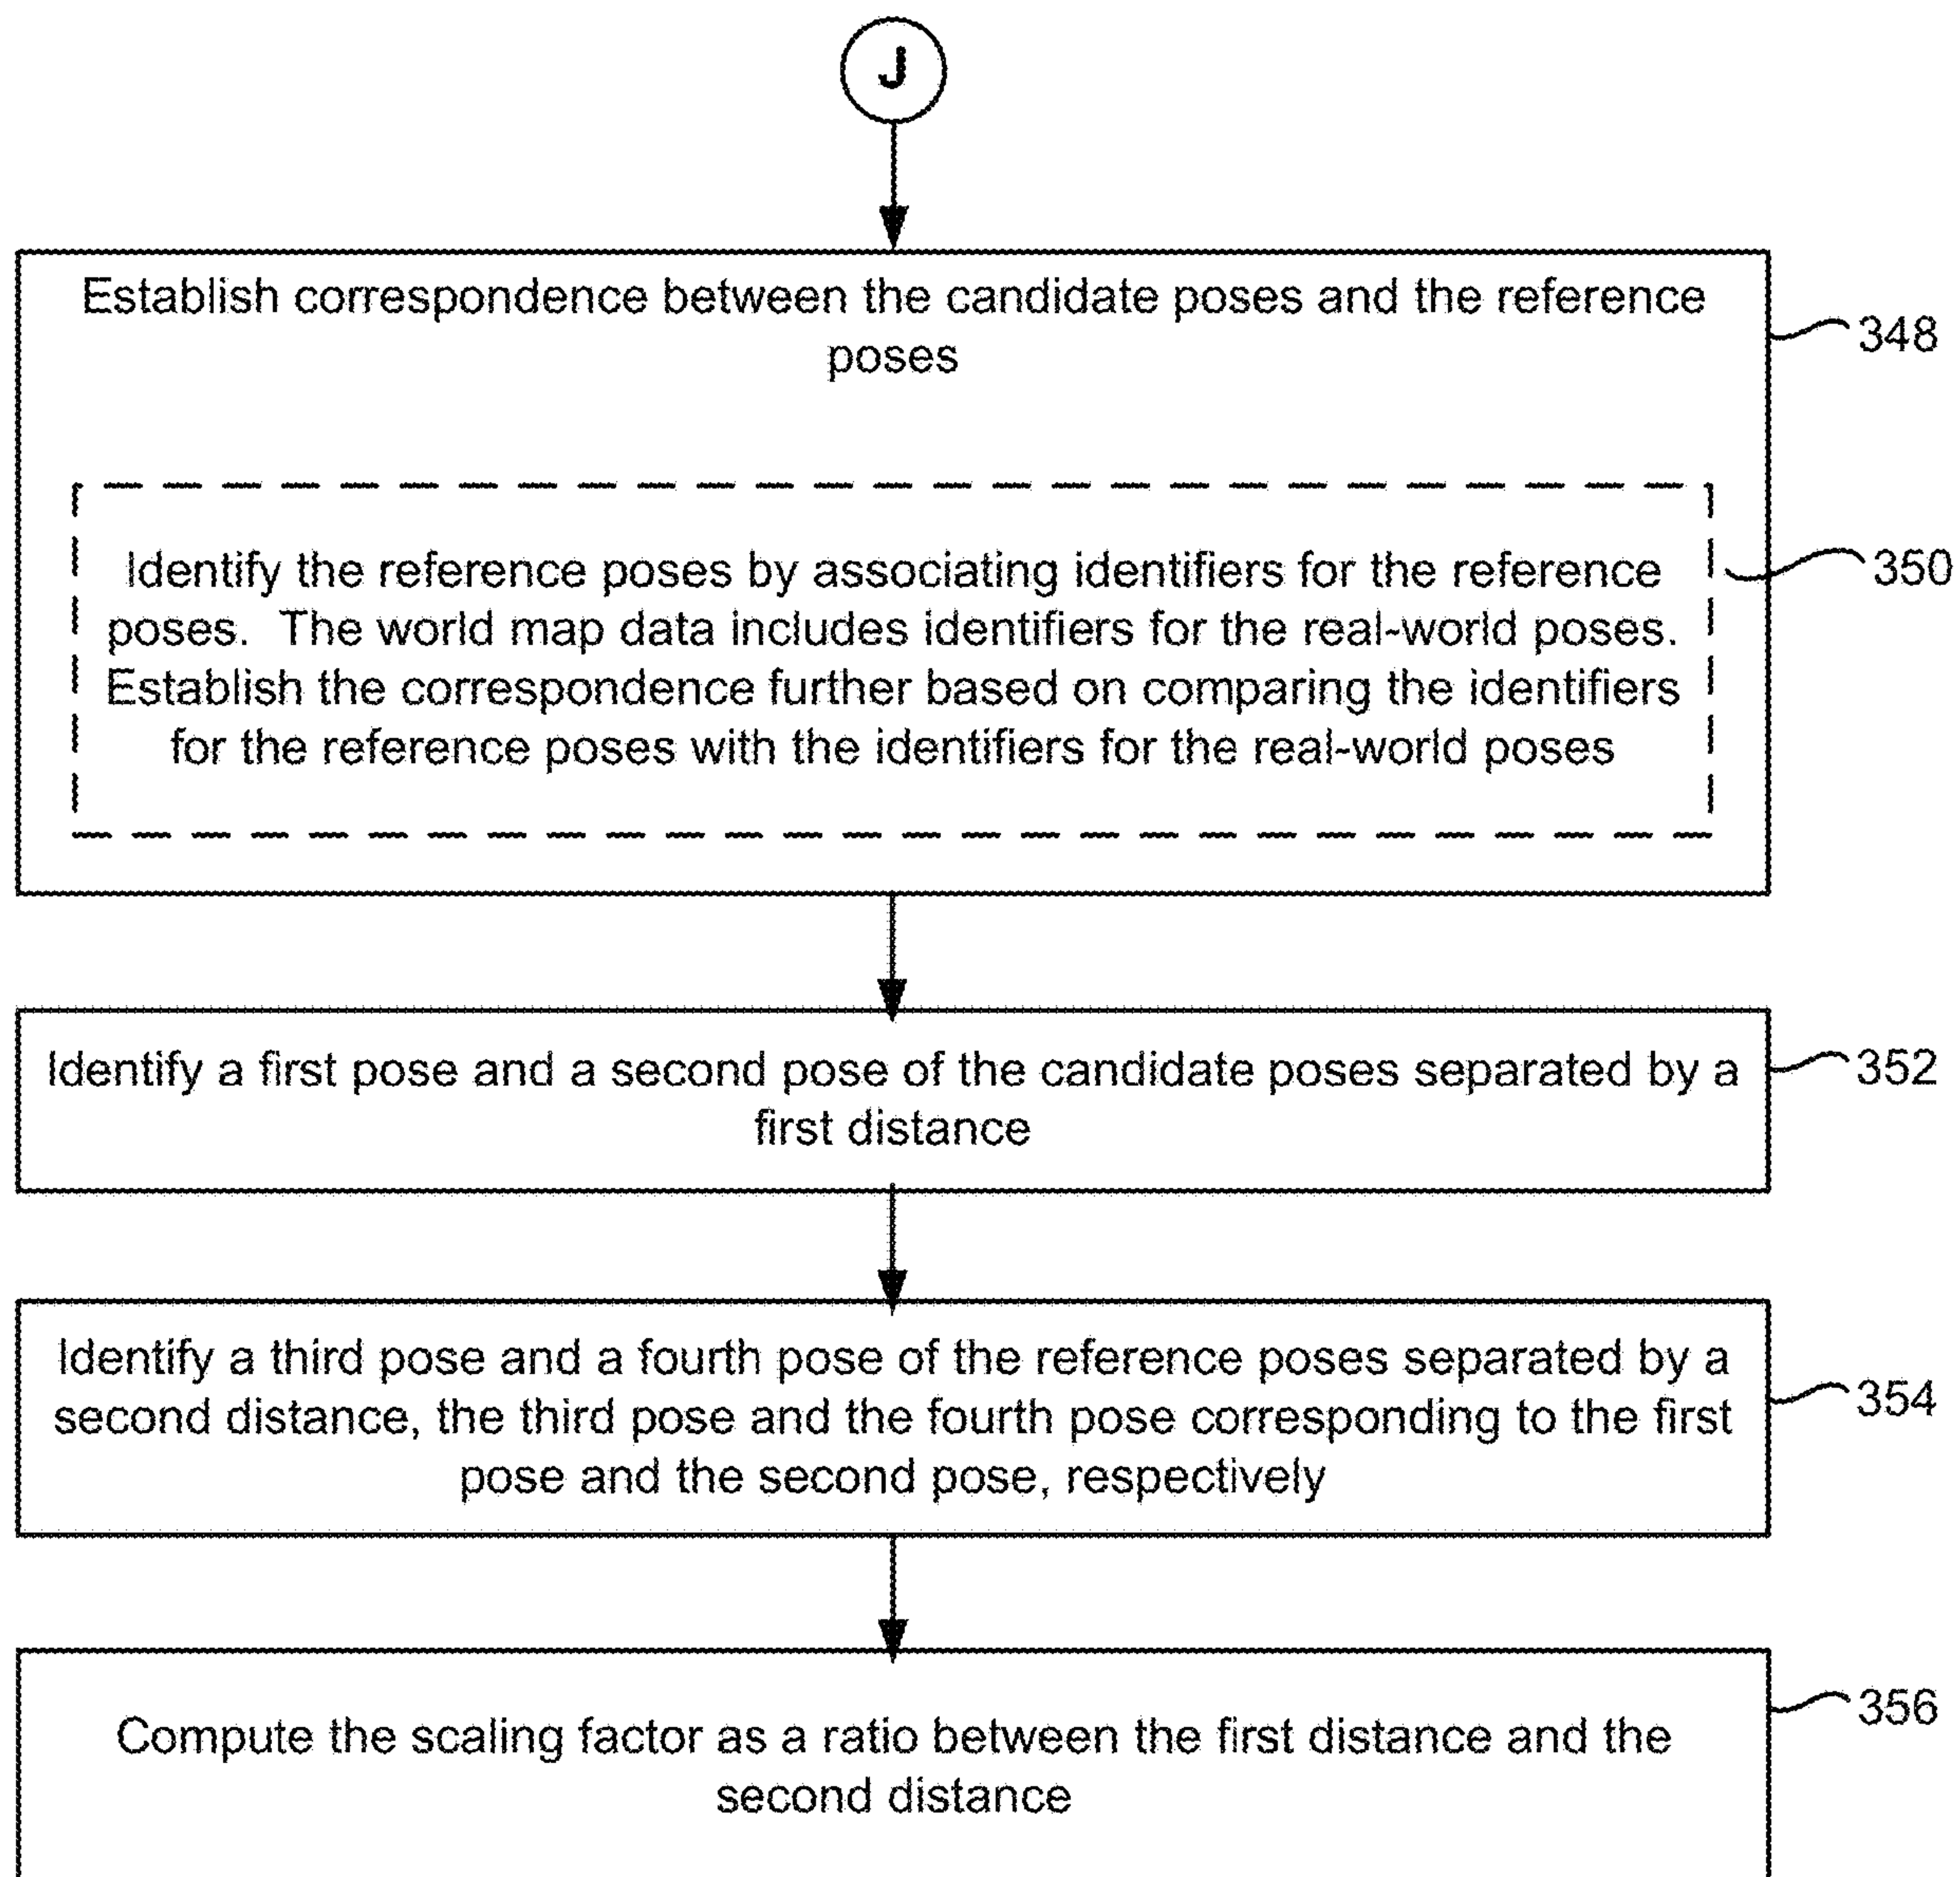 J
Establish correspondence between the candidate poses and the reference
poses
348
Identify the reference poses by associating identifiers for the reference
poses. The world map data includes identifiers for the real-world poses.
Establish the correspondence further based on comparing the identifiers
for the reference poses with the identifiers for the real-world poses
350
Identify a first pose and a second pose of the candidate poses separated by a
first distance
352
Identify a third pose and a fourth pose of the reference poses separated by a
second distance, the third pose and the fourth pose corresponding to the first
pose and the second pose, respectively
354
Compute the scaling factor as a ratio between the first distance and the
second distance
356